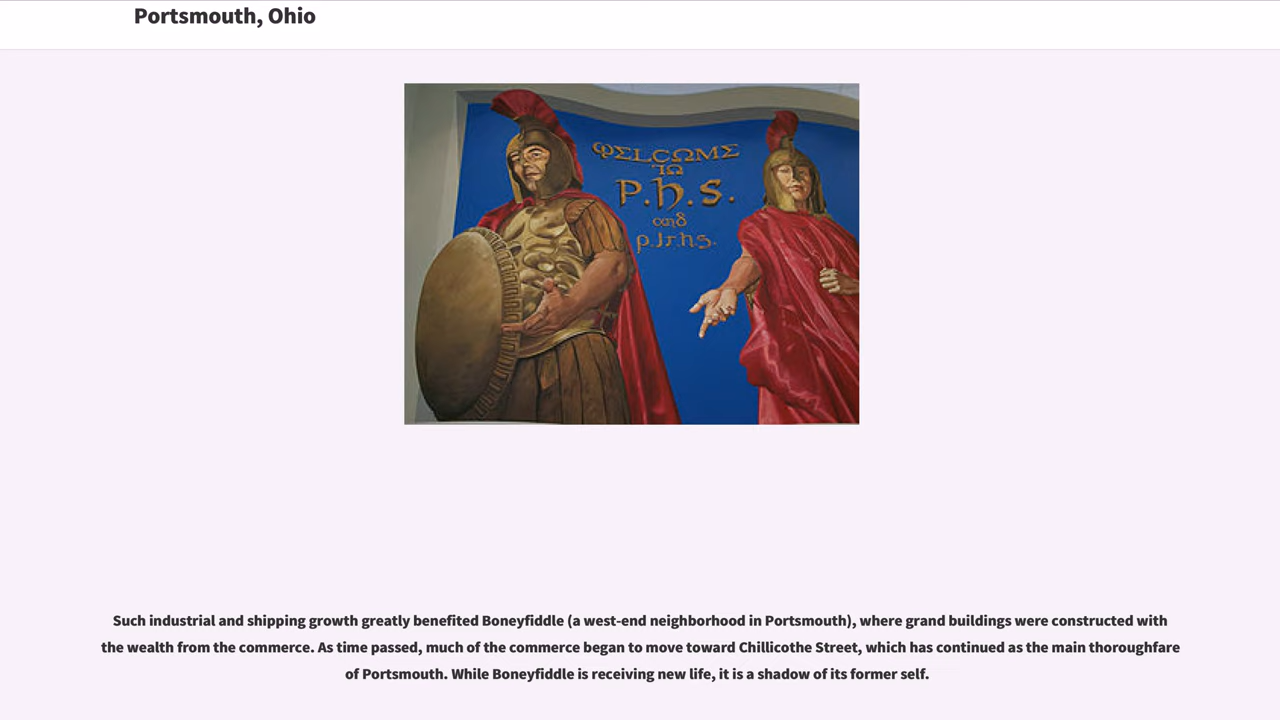 Portsmouth, Ohio
ΦΣLCΩMΣ
TΩ
P.h.S.
and
p.Jr.h.s.
Such industrial and shipping growth greatly benefited Boneyfiddle (a west-end neighborhood in Portsmouth), where grand buildings were constructed with
the wealth from the commerce. As time passed, much of the commerce began to move toward Chillicothe Street, which has continued as the main thoroughfare
of Portsmouth. While Boneyfiddle is receiving new life, it is a shadow of its former self.